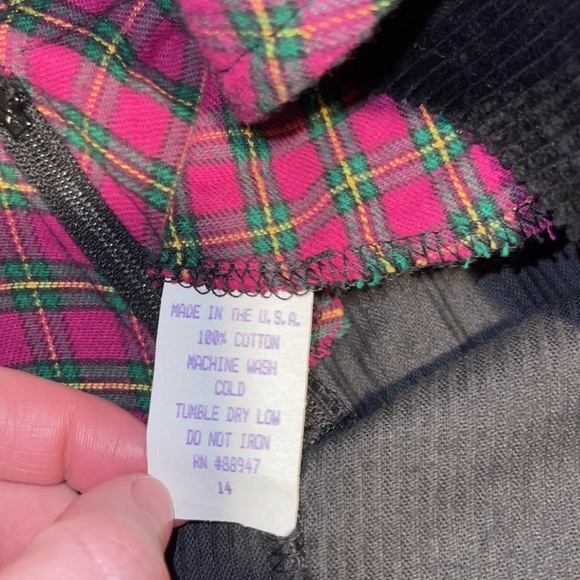 MADE IN THE U.S.A.
100% COTTON
MACHINE WASH
COLD
TUMBLE DRY LOW
DO NOT IRON
RN #88947
14